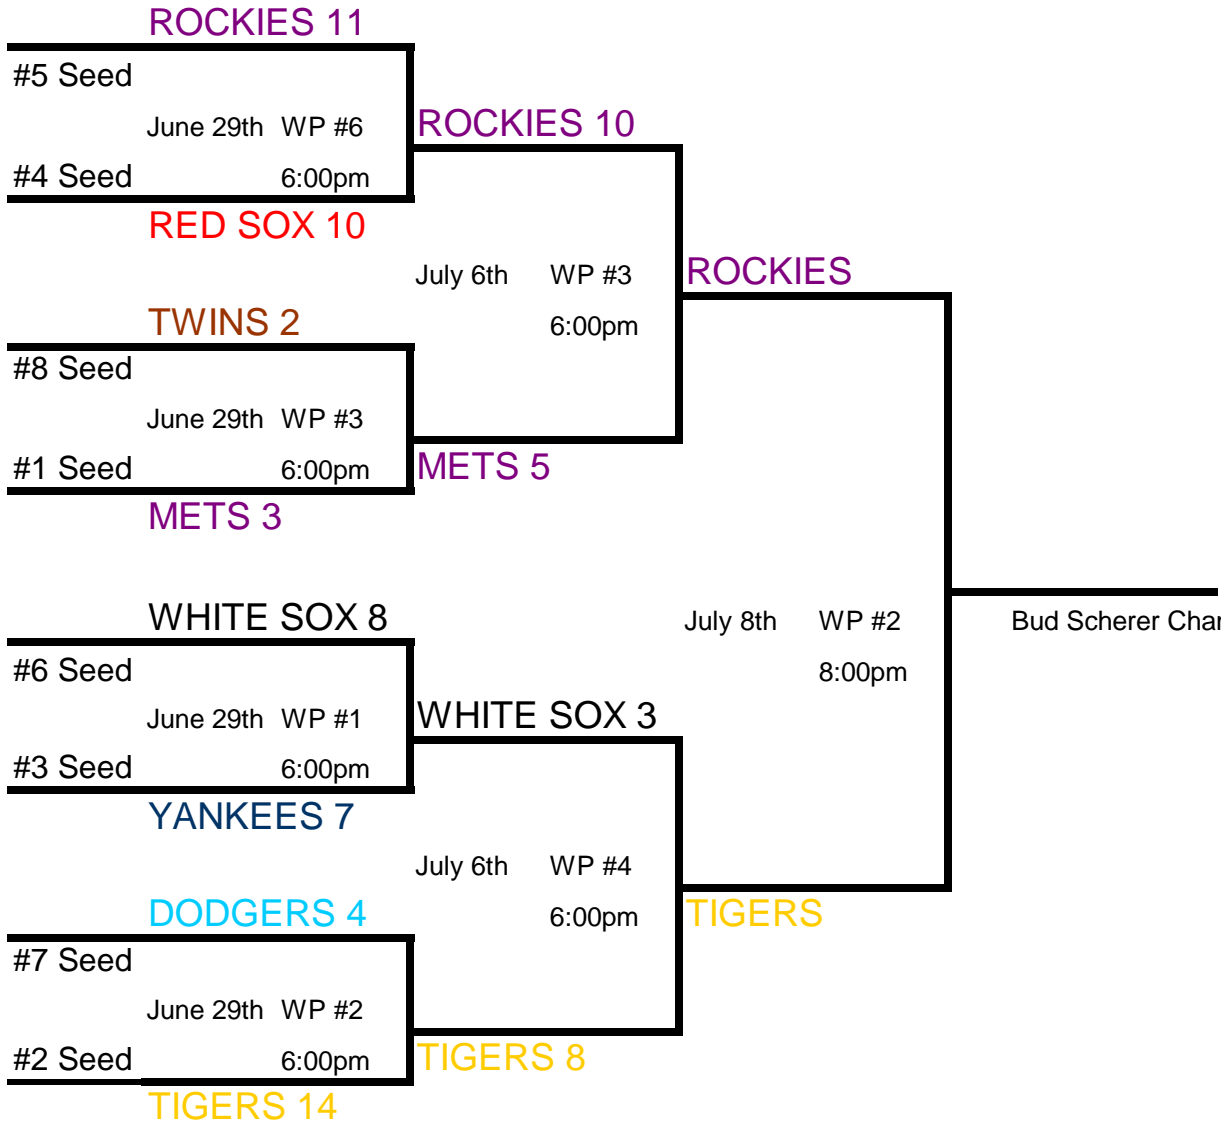 ROCKIES 11
#5 Seed
June 29th WP #6
ROCKIES 10
#4 Seed 6:00pm
RED SOX 10
July 6th WP #3
ROCKIES
TWINS 2
6:00pm
#8 Seed
June 29th WP #3
#1 Seed 6:00pm
METS 5
METS 3
WHITE SOX 8
July 8th WP #2
Bud Scherer
#6 Seed
8:00pm
June 29th WP #1
WHITE SOX 3
#3 Seed 6:00pm
YANKEES 7
July 6th WP #4
DODGERS 4
6:00pm
TIGERS
#7 Seed
June 29th WP #2
#2 Seed 6:00pm
TIGERS 8
TIGERS 14